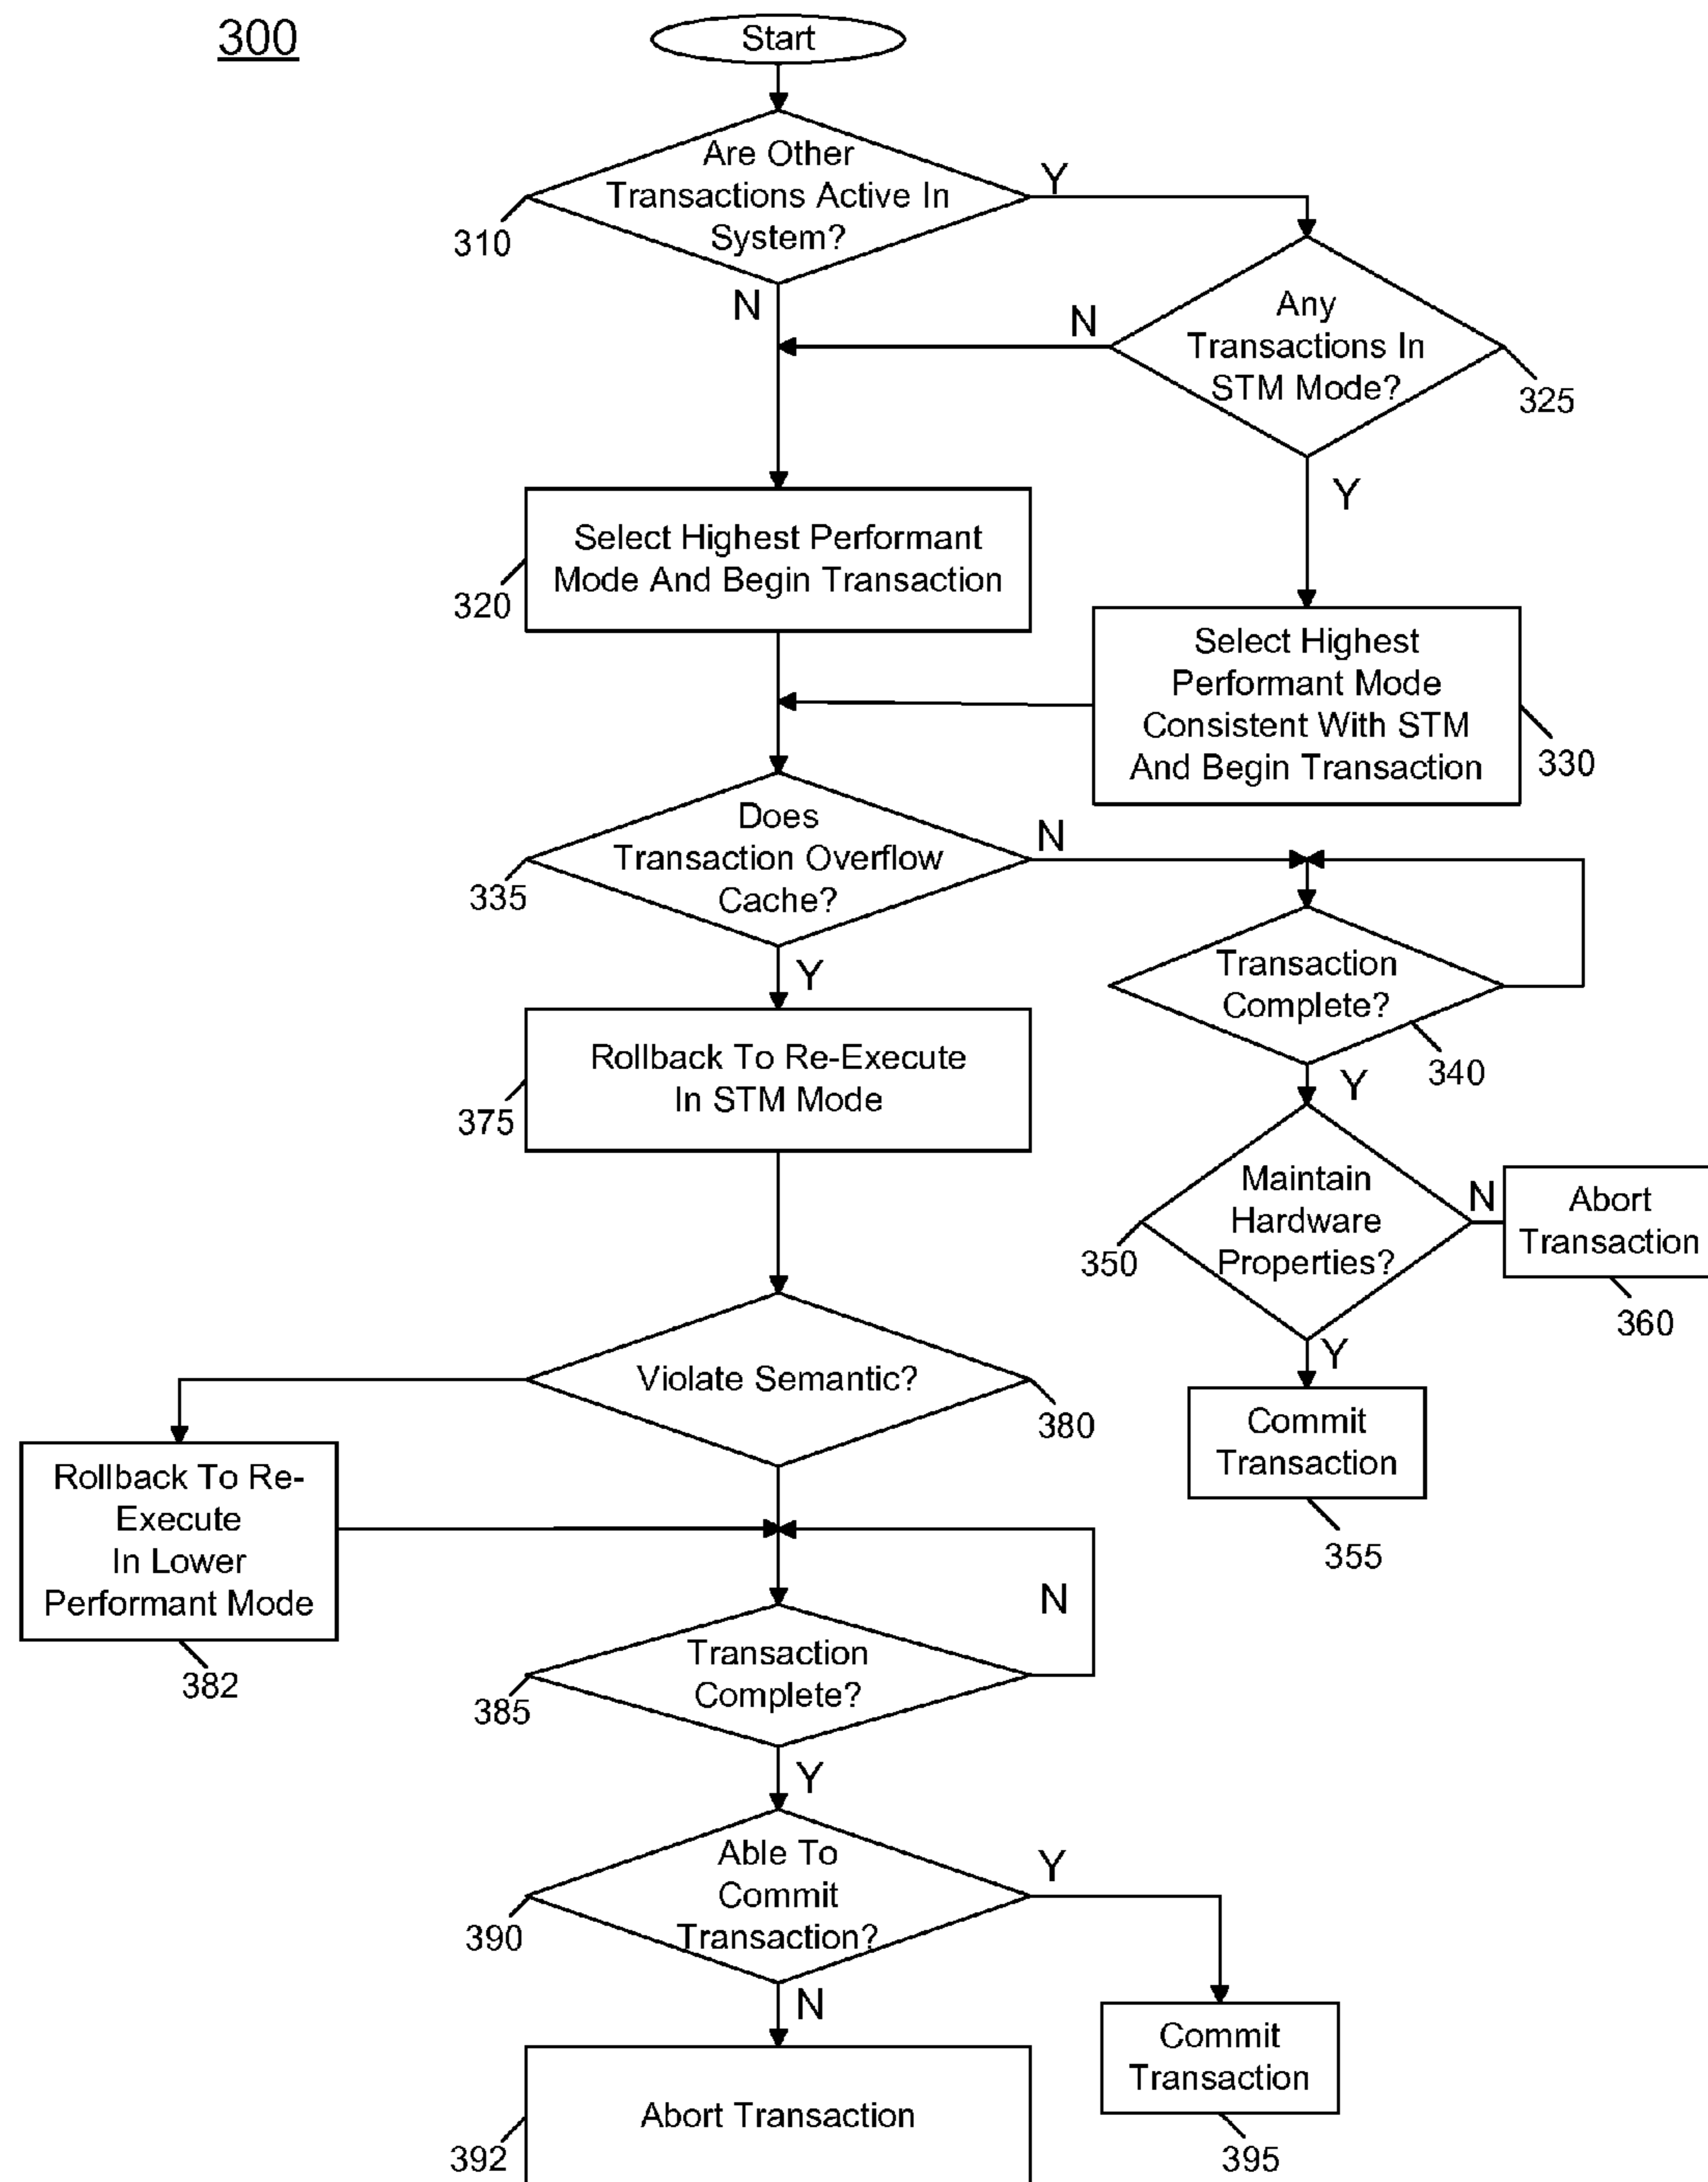 300
Start
Are Other
Transactions Active In
System?
Y
310
N
Any
Transactions In
STM Mode?
N
325
Y
Select Highest Performant
Mode And Begin Transaction
320
Select Highest
Performant Mode
Consistent With STM
And Begin Transaction
330
Does
Transaction Overflow
Cache?
N
335
Y
Transaction
Complete?
340
Y
Rollback To Re-Execute
In STM Mode
375
Maintain
Hardware
Properties?
N
350
Abort
Transaction
360
Y
Commit
Transaction
355
Violate Semantic?
380
Rollback To Re-
Execute
In Lower
Performant Mode
382
N
Transaction
Complete?
385
Y
Able To
Commit
Transaction?
Y
390
N
Commit
Transaction
395
Abort Transaction
392